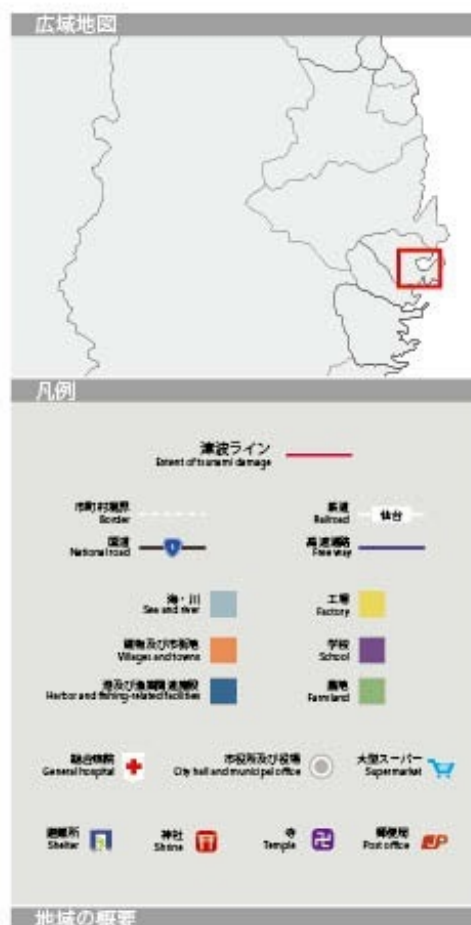 広域地図
凡例
津波ライン
Extent of tsunami damage
市町村境界
Border
鉄道
Railroad
仙台
国道
National road
高速道路
Free way
海・川
Sea and river
工場
Factory
建物及び市街地
Villages and towns
学校
School
港及び漁業関連施設
Harbor and fishing-related facilities
農地
Farm land
総合病院
General hospital
市役所及び役場
City hall and municipal office
大型スーパー
Supermarket
避難所
Shelter
神社
Shrine
寺
Temple
郵便局
Post office
地域の概要